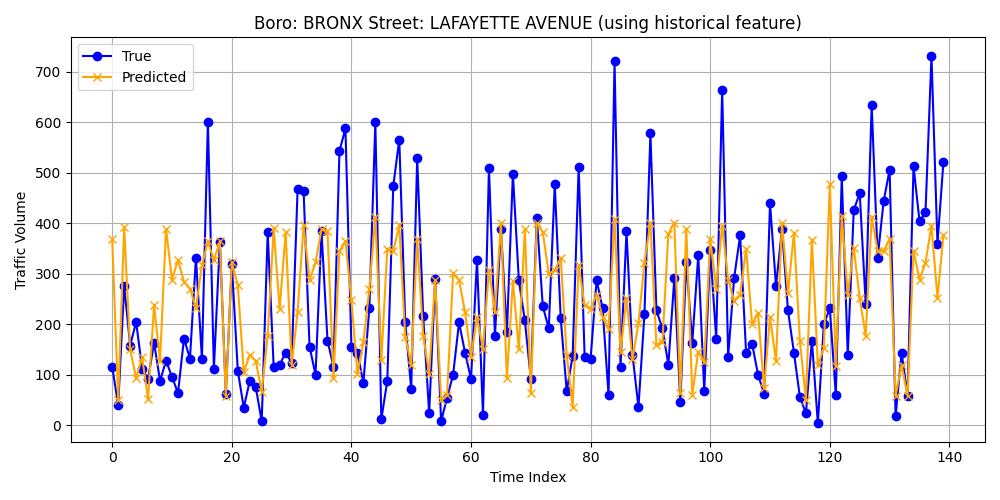 Boro: BRONX Street: LAFAYETTE AVENUE (using historical feature)
True
Predicted
Traffic Volume
700
600
500
400
300
200
100
0
0 20 40 60 80 100 120 140
Time Index